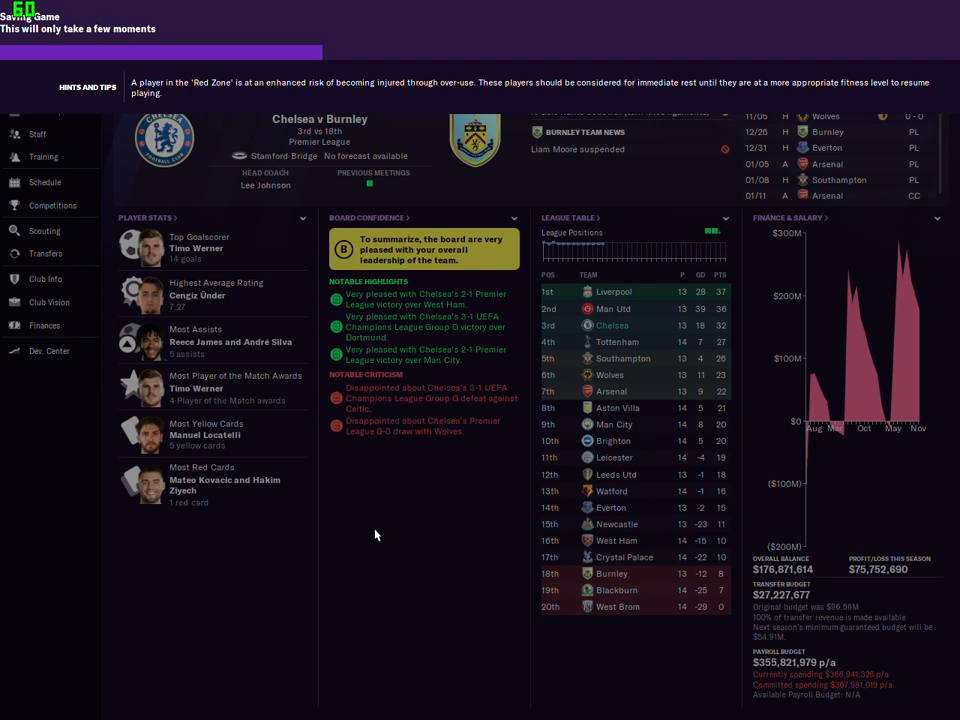 60
Saving Game
This will only take a few moments
HINTS AND TIPS
A player in the 'Red Zone' is at an enhanced risk of becoming injured through over-use. These players should be considered for immediate rest until they are at a more appropriate fitness level to resume
playing.
Staff
Training
Schedule
Competitions
Scouting
Transfers
Club Info
Club Vision
Finances
Dev. Center
Chelsea v Burnley
3rd vs 18th
Premier League
Stamford Bridge No forecast available
HEAD COACH
Lee Johnson
PREVIOUS MEETINGS
BURNLEY TEAM NEWS
Liam Moore suspended
11/05 H Wolves 0 - 0
12/26 H Burnley PL
12/31 H Everton PL
01/05 A Arsenal PL
01/08 H Southampton PL
01/11 A Arsenal CC
PLAYER STATS >
Top Goalscorer
Timo Werner
14 goals
Highest Average Rating
Cengiz Ünder
7.27
Most Assists
Reece James and André Silva
5 assists
Most Player of the Match Awards
Timo Werner
4 Player of the Match awards
Most Yellow Cards
Manuel Locatelli
5 yellow cards
Most Red Cards
Mateo Kovacic and Hakim
Ziyech
1 red card
BOARD CONFIDENCE >
B
To summarize, the board are very
pleased with your overall
leadership of the team.
NOTABLE HIGHLIGHTS
Very pleased with Chelsea's 2-1 Premier
League victory over West Ham.
Very pleased with Chelsea's 3-1 UEFA
Champions League Group G victory over
Dortmund.
Very pleased with Chelsea's 2-1 Premier
League victory over Man City.
NOTABLE CRITICISM
Disappointed about Chelsea's 3-1 UEFA
Champions League Group G defeat against
Celtic.
Disappointed about Chelsea's Premier
League 0-0 draw with Wolves.
LEAGUE TABLE >
League Positions
POS TEAM P GD PTS
1st Liverpool 13 28 37
2nd Man Utd 13 39 36
3rd Chelsea 13 18 32
4th Tottenham 14 7 27
5th Southampton 13 4 26
6th Wolves 13 11 23
7th Arsenal 13 9 22
8th Aston Villa 14 5 21
9th Man City 14 8 20
10th Brighton 14 5 20
11th Leicester 14 -4 19
12th Leeds Utd 13 -1 18
13th Watford 14 -1 16
14th Everton 13 -2 15
15th Newcastle 13 -23 11
16th West Ham 14 -15 10
17th Crystal Palace 14 -22 10
18th Burnley 13 -12 8
19th Blackburn 14 -25 7
20th West Brom 14 -29 0
FINANCE & SALARY >
$300M
$200M
$100M
$0
($100M)
($200M)
Aug Mar Oct May Nov
OVERALL BALANCE
$176,871,614
PROFIT/LOSS THIS SEASON
$75,752,690
TRANSFER BUDGET
$27,227,677
Original budget was $96.56M
100% of transfer revenue is made available
Next season's minimum guaranteed budget will be
$54.91M.
PAYROLL BUDGET
$355,821,979 p/a
Currently spending $366,941,326 p/a
Committed spending $367,981,019 p/a
Available Payroll Budget: N/A